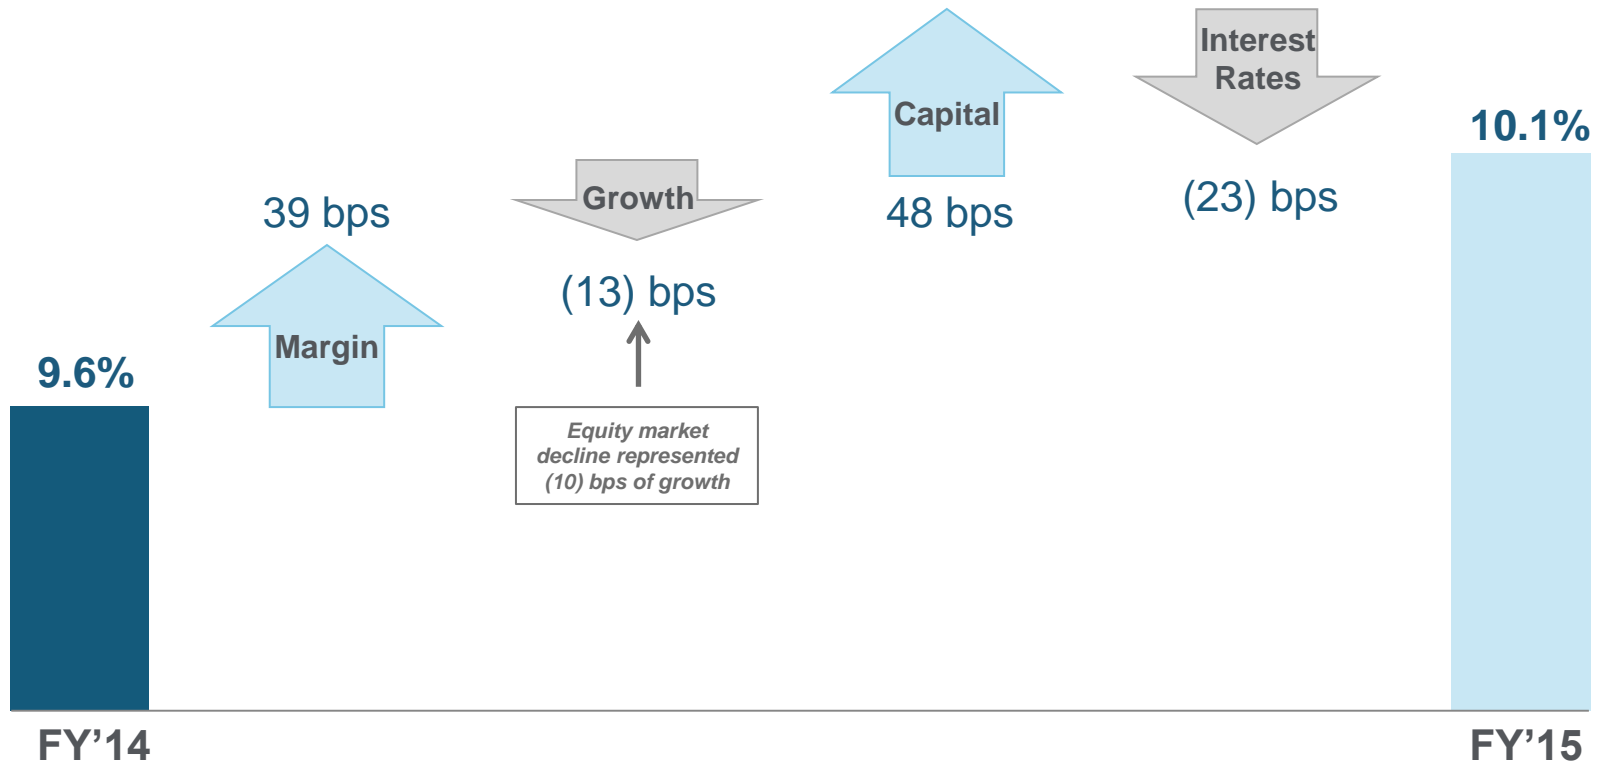 9.6%
39 bps
Margin
Growth
(13) bps
Equity market
decline represented
(10) bps of growth
Capital
48 bps
Interest
Rates
(23) bps
10.1%
FY’14
FY’15